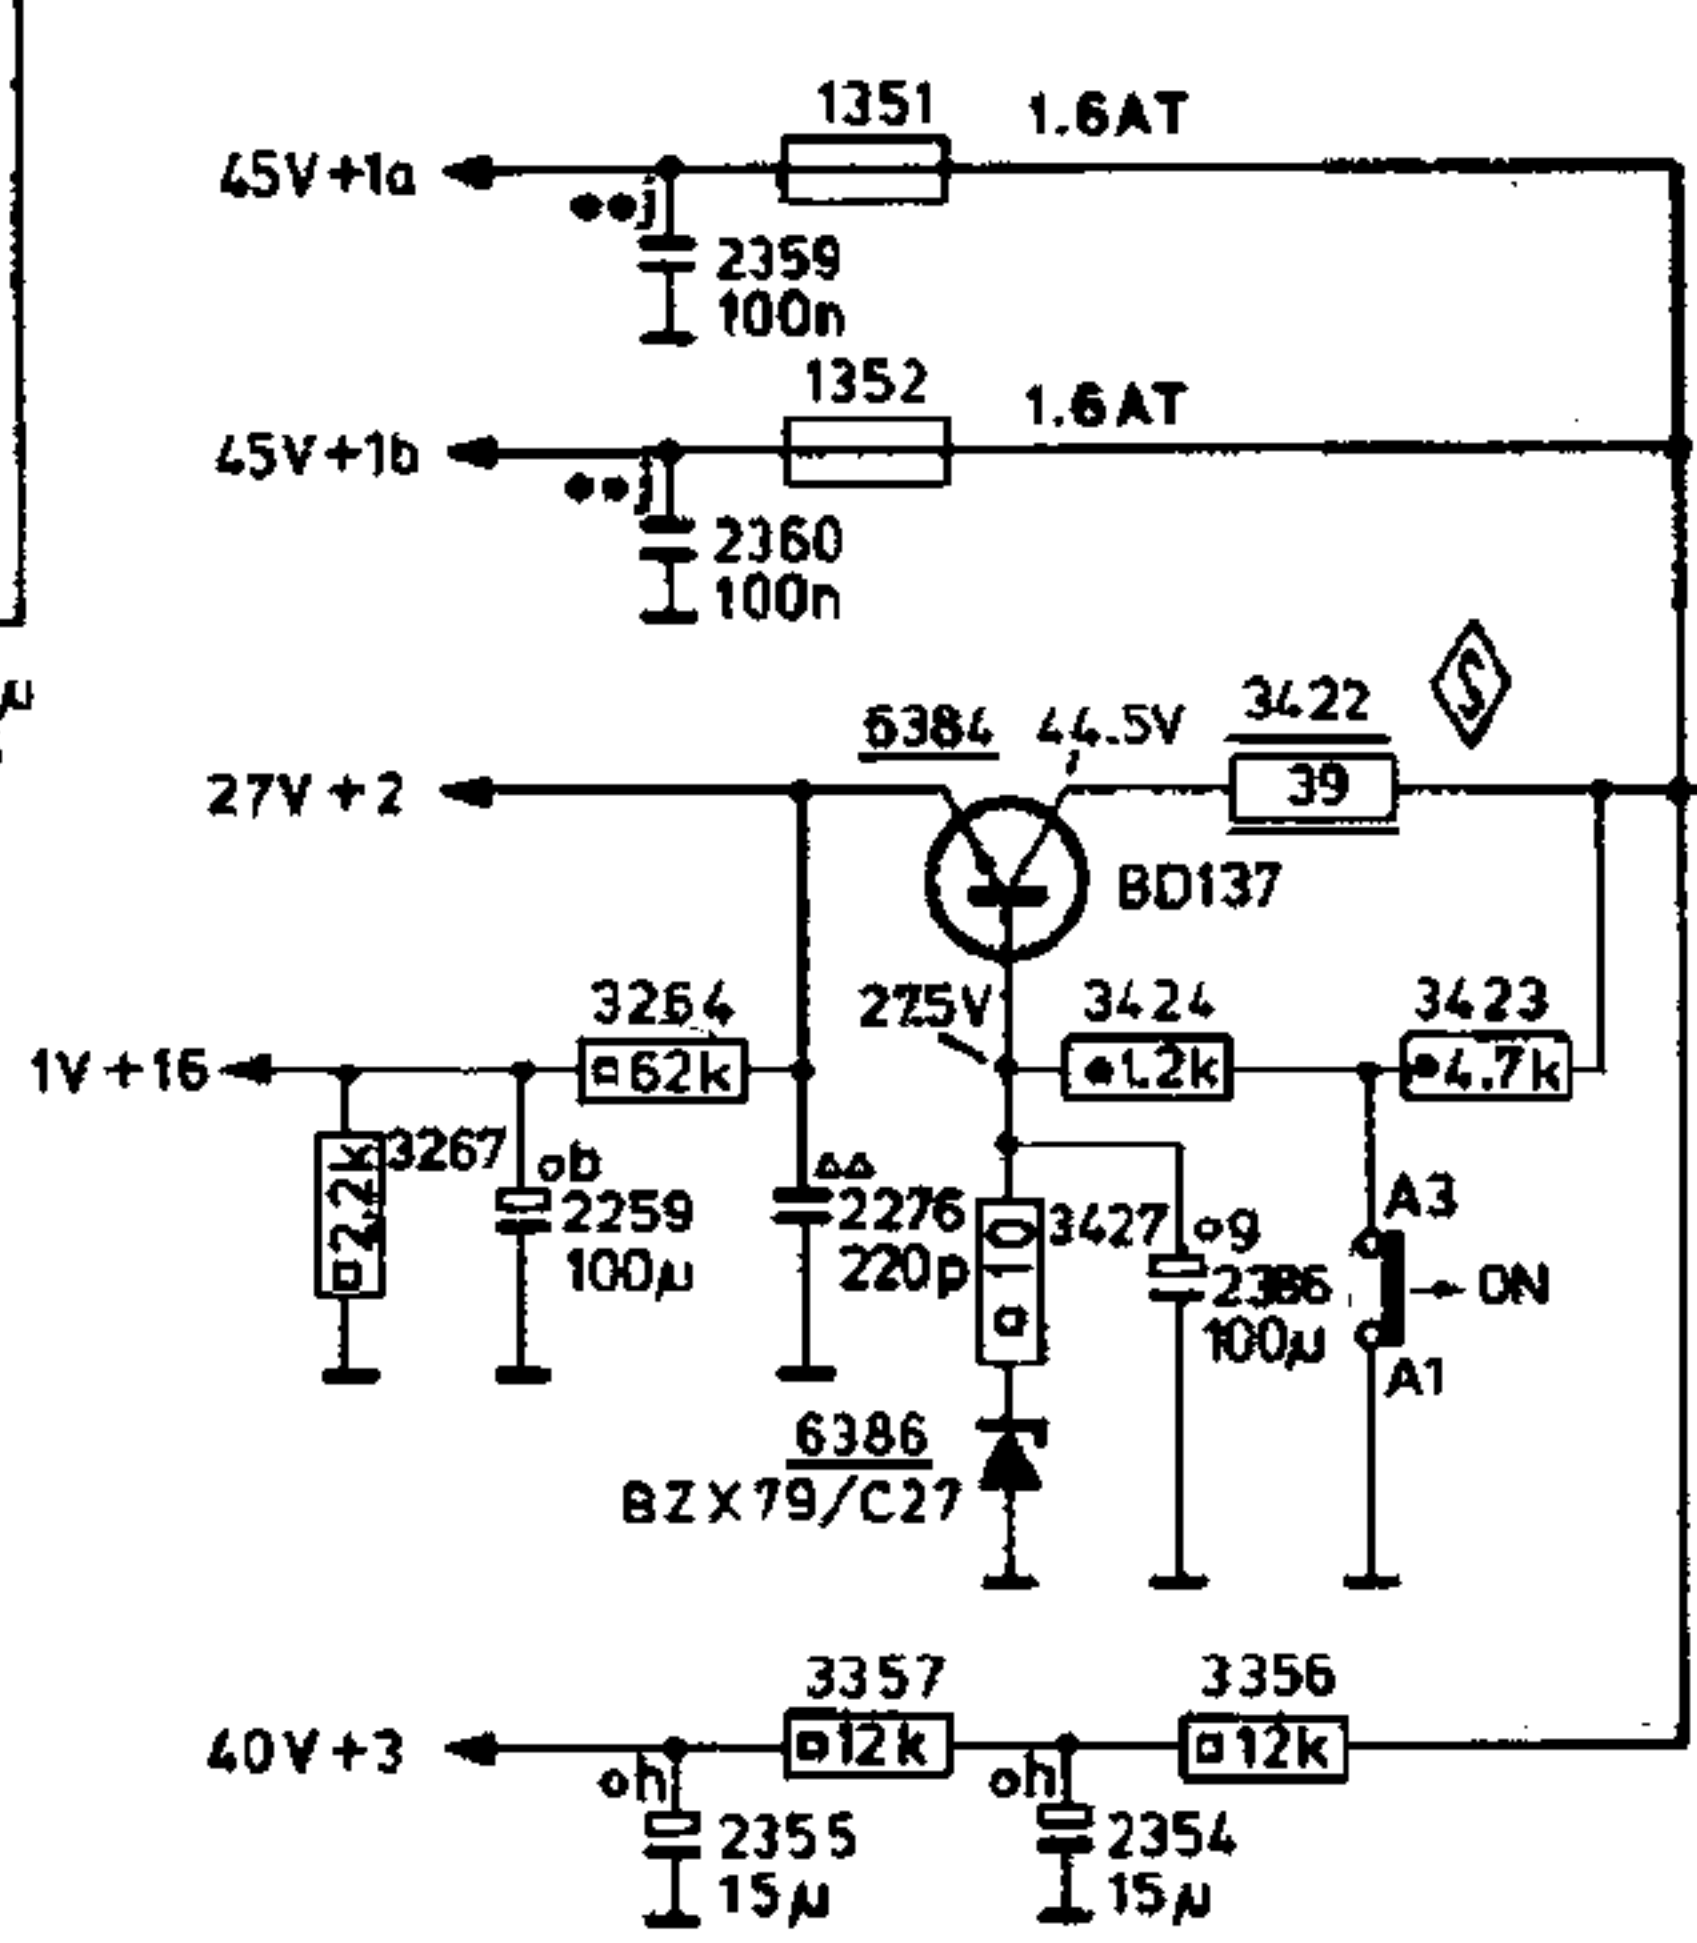 1351
1.6AT
45V+1a
j
2359
100n
1352
1.6AT
45V+1b
j
2360
100n
μ
S
3422
6384
44.5V
39
27V+2
BD137
3264
27.5V
3424
3423
1V+16
62k
1.2k
4.7k
3267
2.2k
b
2259
100μ
2276
220p
3427
10
g
2386
100μ
A3
ON
A1
6386
BZX79/C27
3357
3356
40V+3
12k
12k
h
h
2355
15μ
2354
15μ